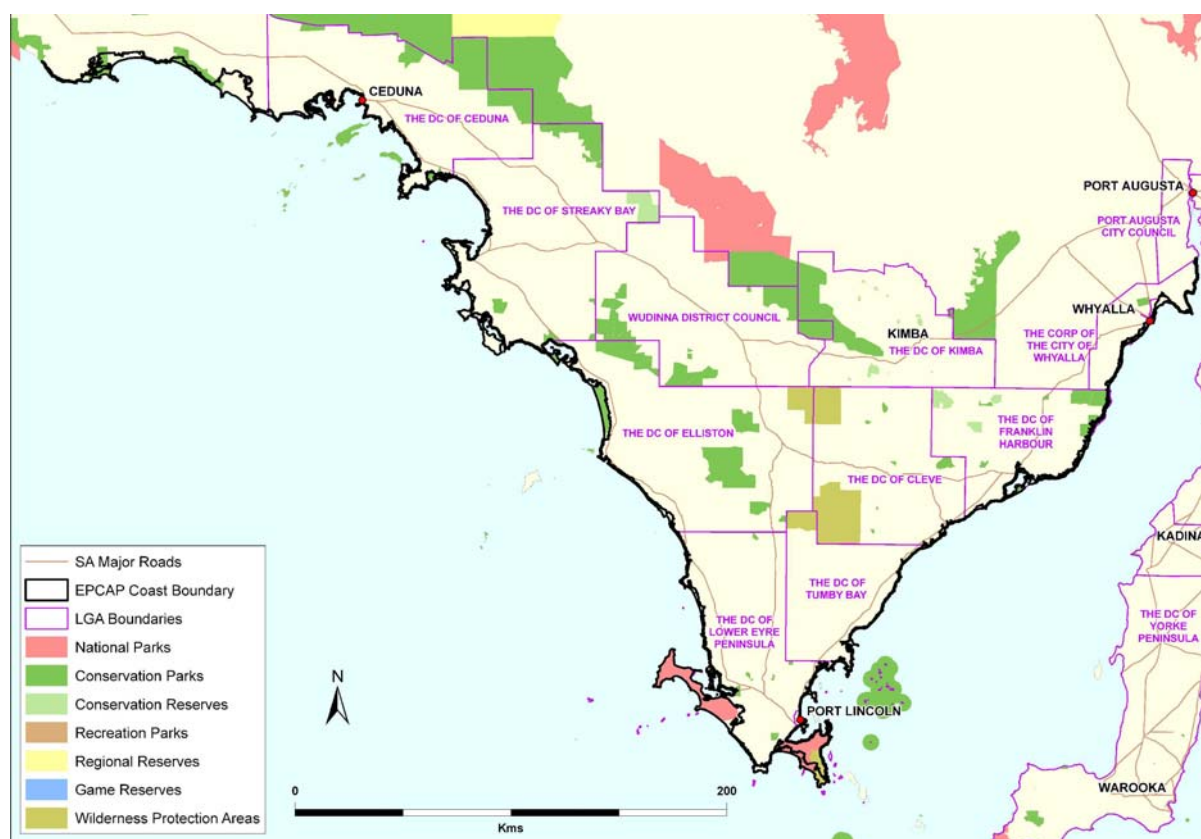 CEDUNA
THE DC OF CEDUNA
PORT AUGUSTA
THE DC OF STREAKY BAY
PORT AUGUSTA
CITY COUNCIL
WHYALLA
WUDINNA DISTRICT COUNCIL
KIMBA
THE DC OF KIMBA
THE CORP OF
THE CITY OF
WHYALLA
THE DC OF ELLISTON
THE DC OF
FRANKLIN
HARBOUR
THE DC OF CLEVE
KADINA
THE DC OF
TUMBY BAY
THE DC OF
LOWER EYRE
PENINSULA
THE DC OF
YORKE
PENINSULA
PORT LINCOLN
WAROOKA
SA Major Roads
EPCAP Coast Boundary
LGA Boundaries
National Parks
Conservation Parks
Conservation Reserves
Recreation Parks
Regional Reserves
Game Reserves
Wilderness Protection Areas
N
0
200
Kms